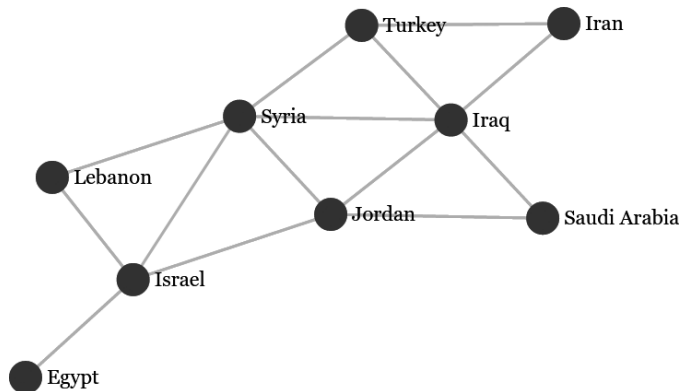 Turkey
Iran
Syria
Iraq
Lebanon
Jordan
Saudi Arabia
Israel
Egypt